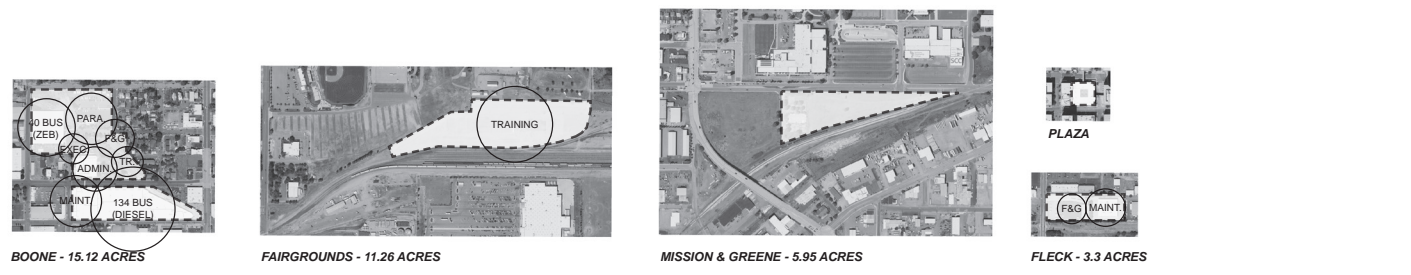 40 BUS
(ZEB)
PARA
F&G
EXEC
ADMIN.
TR.
MAINT.
134 BUS
(DIESEL)
BOONE - 15.12 ACRES
TRAINING
FAIRGROUNDS - 11.26 ACRES
SCC
MISSION & GREENE - 5.95 ACRES
PLAZA
F&G
MAINT.
FLECK - 3.3 ACRES